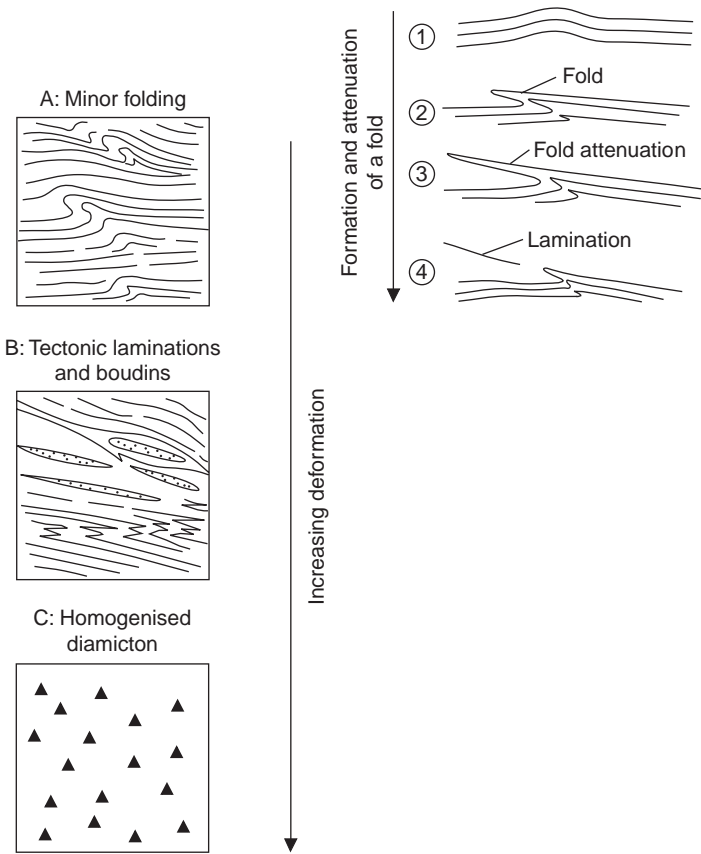 A: Minor folding
B: Tectonic laminations
and boudins
C: Homogenised
diamicton
Increasing deformation
Formation and attenuation
of a fold
1
Fold
2
Fold attenuation
3
Lamination
4